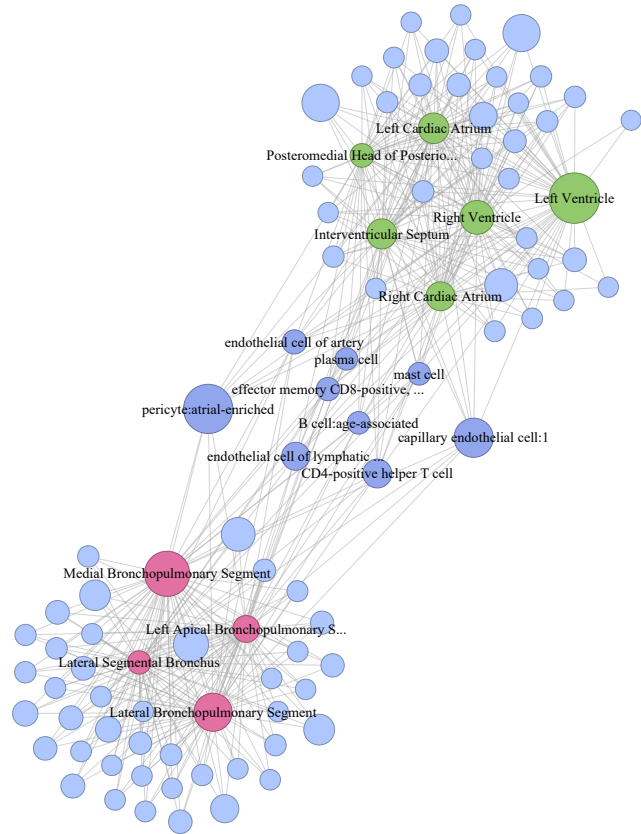 Left Cardiac Atrium
Posteromedial Head of Posterio...
Left Ventricle
Right Ventricle
Interventricular Septum
Right Cardiac Atrium
endothelial cell of artery
plasma cell
mast cell
effector memory CD8-positive, ...
pericyte:atrial-enriched
B cell:age-associated
capillary endothelial cell:1
endothelial cell of lymphatic ...
CD4-positive helper T cell
Medial Bronchopulmonary Segment
Left Apical Bronchopulmonary S...
Lateral Segmental Bronchus
Lateral Bronchopulmonary Segment